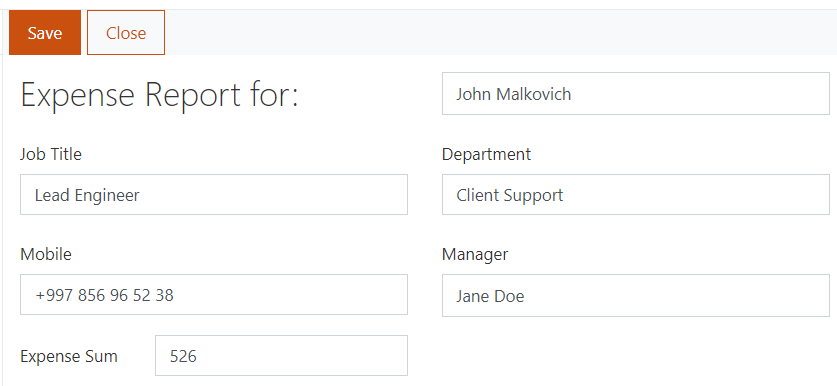 Save Close
Expense Report for: John Malkovich
Job Title Department
Lead Engineer Client Support
Mobile Manager
+997 856 96 52 38 Jane Doe
Expense Sum 526